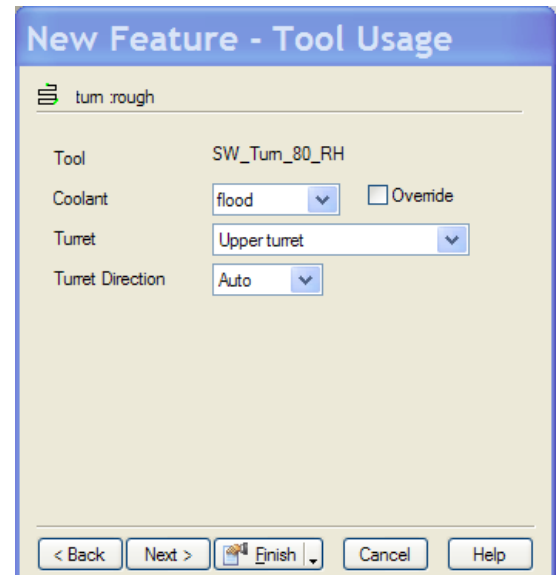 New Feature - Tool Usage
turn :rough
Tool SW_Turn_80_RH
Coolant flood Override
Turret Upper turret
Turret Direction Auto
< Back Next > Finish Cancel Help